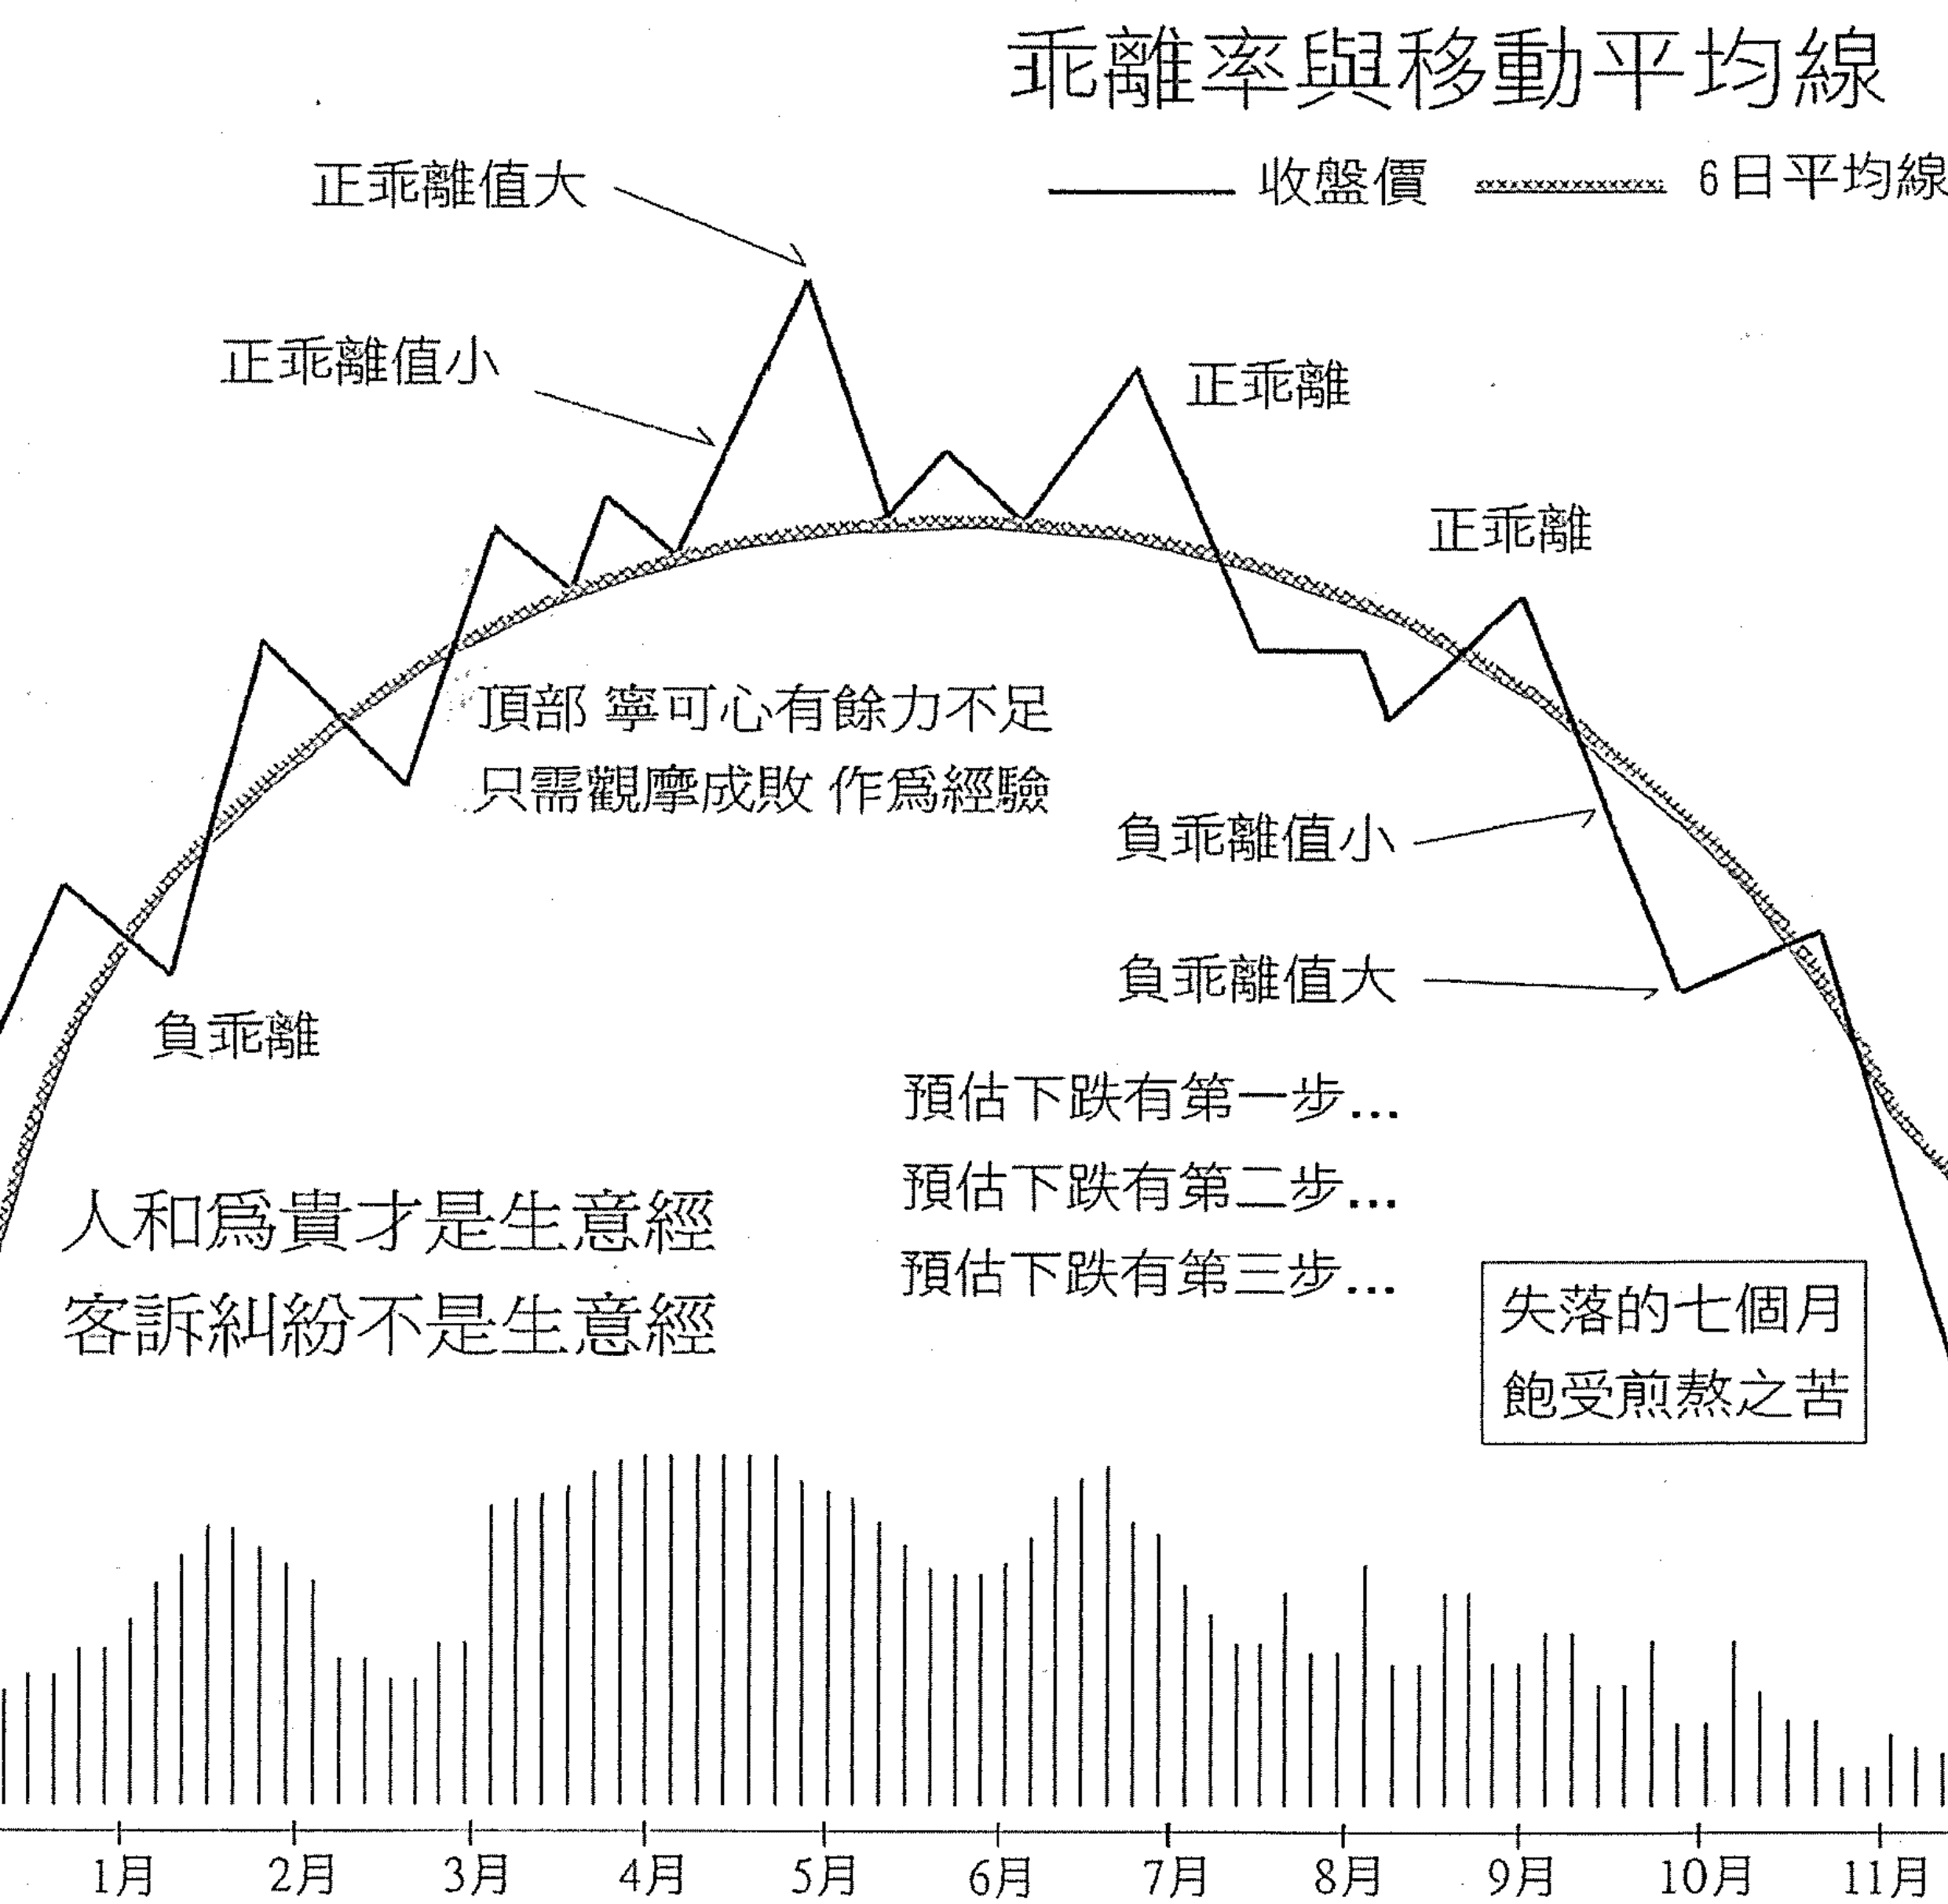 乖離率與移動平均線
收盤價 6日平均線
正乖離值大
正乖離值小
正乖離
正乖離
頂部 寧可心有餘力不足
只需觀摩成敗 作爲經驗
負乖離值小
負乖離值大
負乖離
預估下跌有第一步...
預估下跌有第二步...
預估下跌有第三步...
人和爲貴才是生意經
客訴糾紛不是生意經
失落的七個月
飽受煎熬之苦
1月 2月 3月 4月 5月 6月 7月 8月 9月 10月 11月